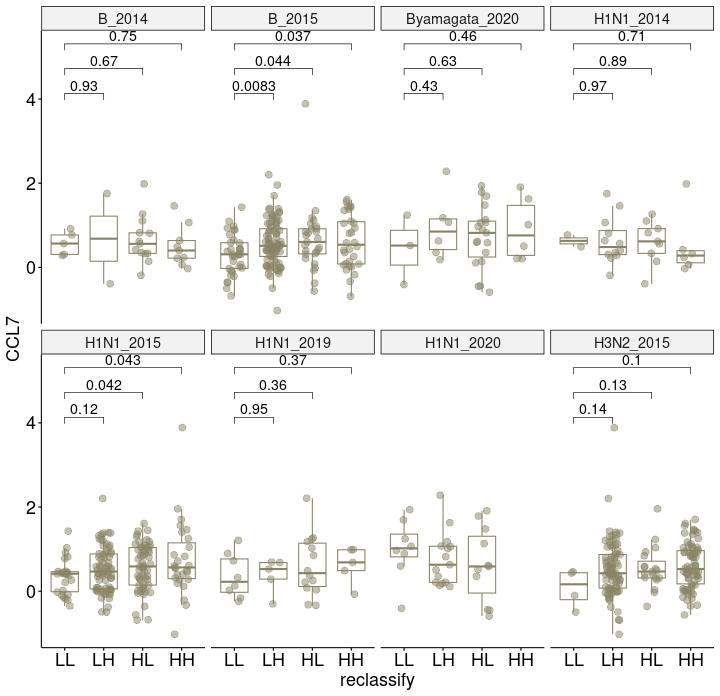 B_2014 B_2015 Byamagata_2020 H1N1_2014
0.75 0.037 0.46 0.71
0.67 0.044 0.63 0.89
0.93 0.0083 0.43 0.97
4
2
0
CCL7
H1N1_2015 H1N1_2019 H1N1_2020 H3N2_2015
0.043 0.37 0.1
0.042 0.36 0.13
0.12 0.95 0.14
4
2
0
LL LH HL HH LL LH HL HH LL LH HL HH LL LH HL HH
reclassify